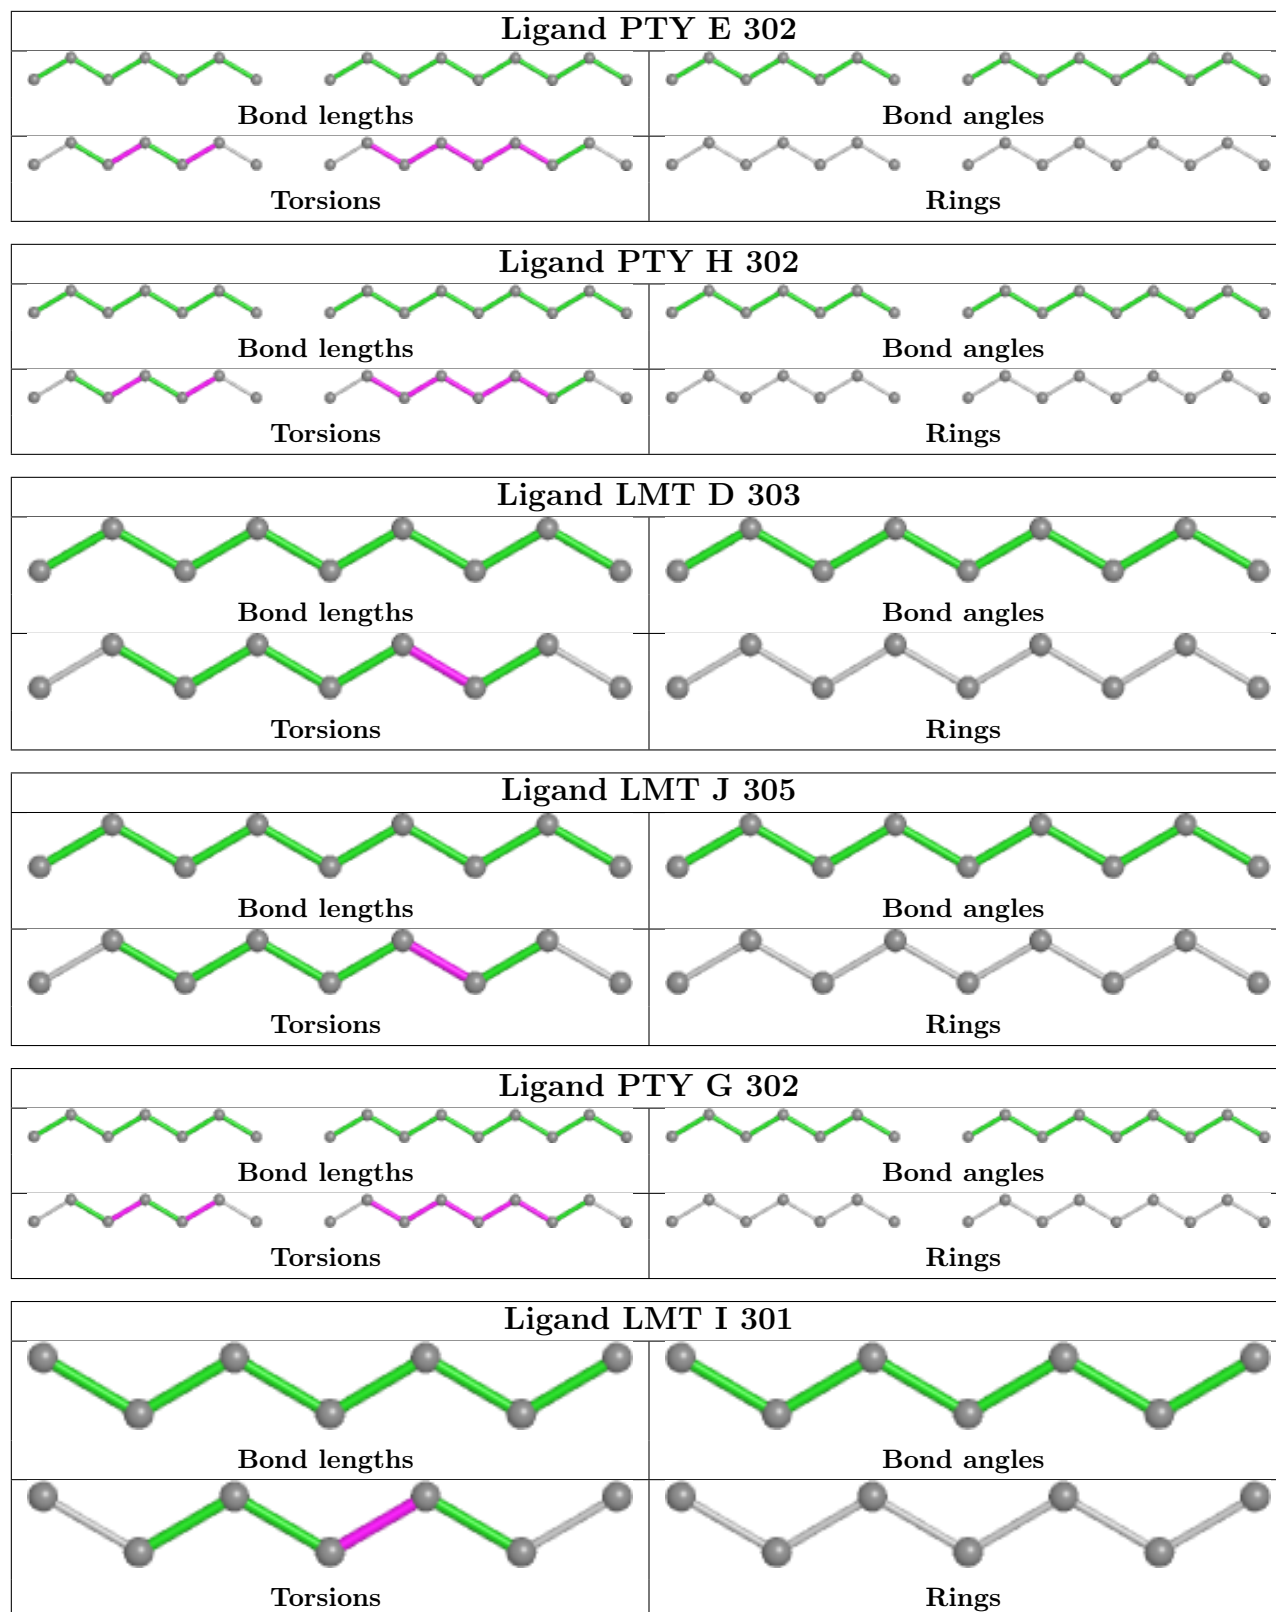 Ligand PTY E 302
Bond lengths Bond angles
Torsions Rings
Ligand PTY H 302
Bond lengths Bond angles
Torsions Rings
Ligand LMT D 303
Bond lengths Bond angles
Torsions Rings
Ligand LMT J 305
Bond lengths Bond angles
Torsions Rings
Ligand PTY G 302
Bond lengths Bond angles
Torsions Rings
Ligand LMT I 301
Bond lengths Bond angles
Torsions Rings